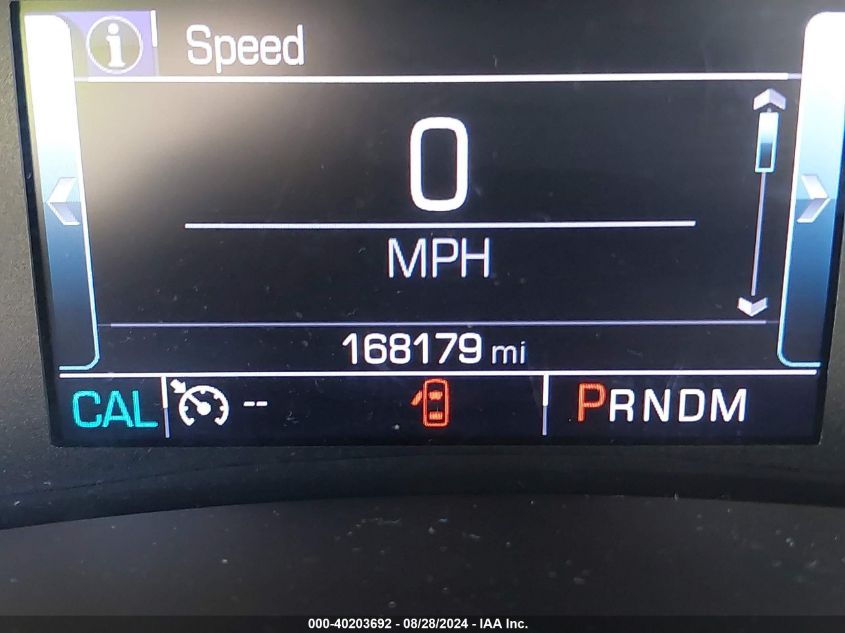 Speed
0
MPH
168179 mi
CAL -- PRNDM
000-40203692 - 08/28/2024 - IAA Inc.